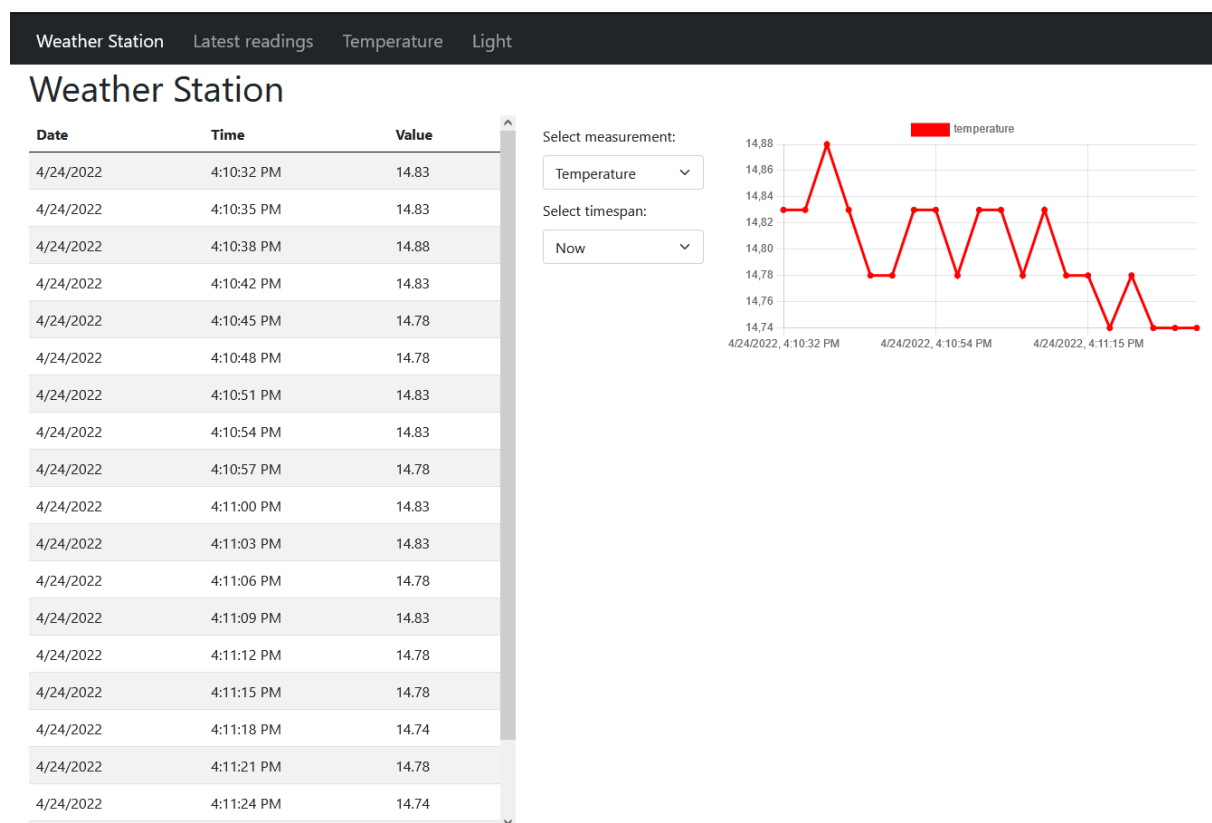 Weather Station Latest readings Temperature Light
Weather Station
Date Time Value
4/24/2022 4:10:32 PM 14.83
4/24/2022 4:10:35 PM 14.83
4/24/2022 4:10:38 PM 14.88
4/24/2022 4:10:42 PM 14.83
4/24/2022 4:10:45 PM 14.78
4/24/2022 4:10:48 PM 14.78
4/24/2022 4:10:51 PM 14.83
4/24/2022 4:10:54 PM 14.83
4/24/2022 4:10:57 PM 14.78
4/24/2022 4:11:00 PM 14.83
4/24/2022 4:11:03 PM 14.83
4/24/2022 4:11:06 PM 14.78
4/24/2022 4:11:09 PM 14.83
4/24/2022 4:11:12 PM 14.78
4/24/2022 4:11:15 PM 14.78
4/24/2022 4:11:18 PM 14.74
4/24/2022 4:11:21 PM 14.78
4/24/2022 4:11:24 PM 14.74
Select measurement:
Temperature
Select timespan:
Now
temperature
14,88
14,86
14,84
14,82
14,80
14,78
14,76
14,74
4/24/2022, 4:10:32 PM 4/24/2022, 4:10:54 PM 4/24/2022, 4:11:15 PM